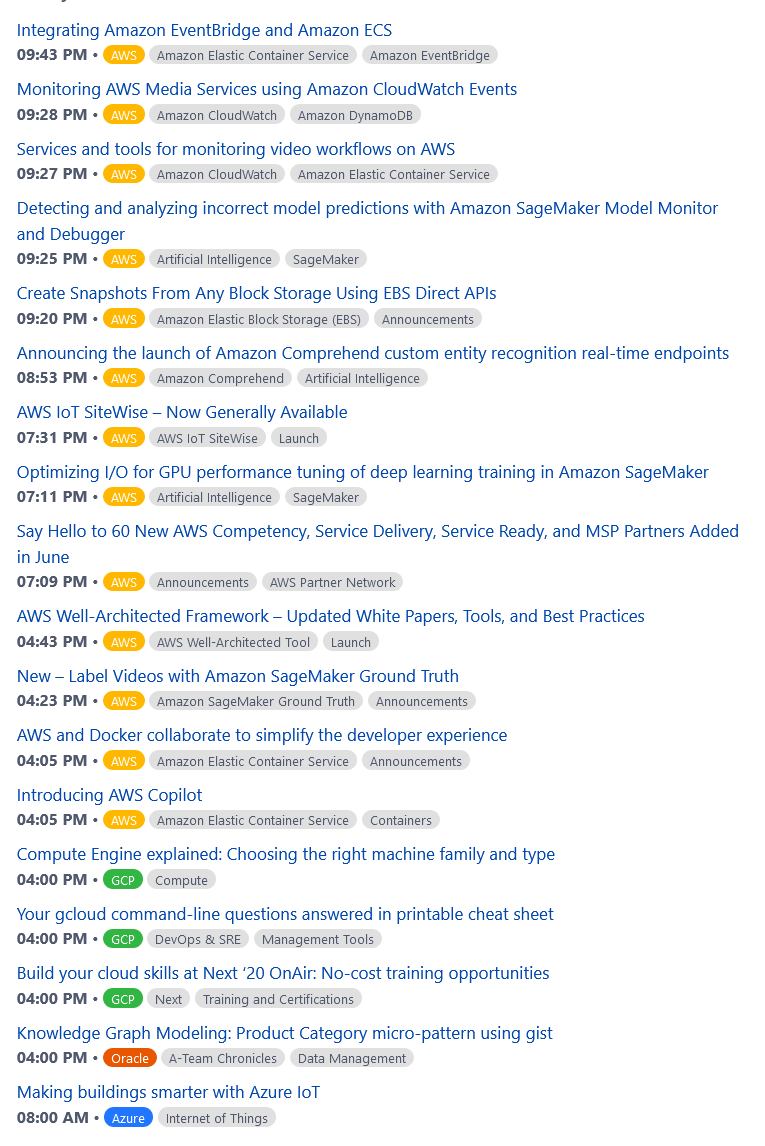 Integrating Amazon EventBridge and Amazon ECS
09:43 PM • AWS Amazon Elastic Container Service Amazon EventBridge
Monitoring AWS Media Services using Amazon CloudWatch Events
09:28 PM • AWS Amazon CloudWatch Amazon DynamoDB
Services and tools for monitoring video workflows on AWS
09:27 PM • AWS Amazon CloudWatch Amazon Elastic Container Service
Detecting and analyzing incorrect model predictions with Amazon SageMaker Model Monitor
and Debugger
09:25 PM • AWS Artificial Intelligence SageMaker
Create Snapshots From Any Block Storage Using EBS Direct APIs
09:20 PM • AWS Amazon Elastic Block Storage (EBS) Announcements
Announcing the launch of Amazon Comprehend custom entity recognition real-time endpoints
08:53 PM • AWS Amazon Comprehend Artificial Intelligence
AWS IoT SiteWise – Now Generally Available
07:31 PM • AWS AWS IoT SiteWise Launch
Optimizing I/O for GPU performance tuning of deep learning training in Amazon SageMaker
07:11 PM • AWS Artificial Intelligence SageMaker
Say Hello to 60 New AWS Competency, Service Delivery, Service Ready, and MSP Partners Added
in June
07:09 PM • AWS Announcements AWS Partner Network
AWS Well-Architected Framework – Updated White Papers, Tools, and Best Practices
04:43 PM • AWS AWS Well-Architected Tool Launch
New – Label Videos with Amazon SageMaker Ground Truth
04:23 PM • AWS Amazon SageMaker Ground Truth Announcements
AWS and Docker collaborate to simplify the developer experience
04:05 PM • AWS Amazon Elastic Container Service Announcements
Introducing AWS Copilot
04:05 PM • AWS Amazon Elastic Container Service Containers
Compute Engine explained: Choosing the right machine family and type
04:00 PM • GCP Compute
Your gcloud command-line questions answered in printable cheat sheet
04:00 PM • GCP DevOps & SRE Management Tools
Build your cloud skills at Next ‘20 OnAir: No-cost training opportunities
04:00 PM • GCP Next Training and Certifications
Knowledge Graph Modeling: Product Category micro-pattern using gist
04:00 PM • Oracle A-Team Chronicles Data Management
Making buildings smarter with Azure IoT
08:00 AM • Azure Internet of Things